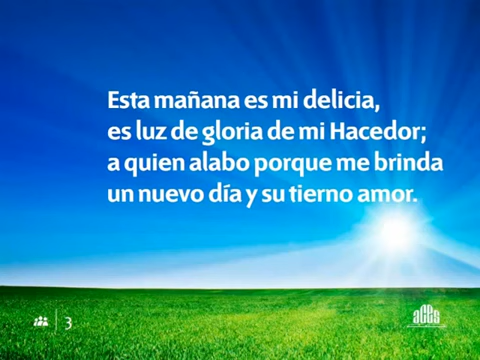 Esta mañana es mi delicia,
es luz de gloria de mi Hacedor;
a quien alabo porque me brinda
un nuevo día y su tierno amor.
3
aces